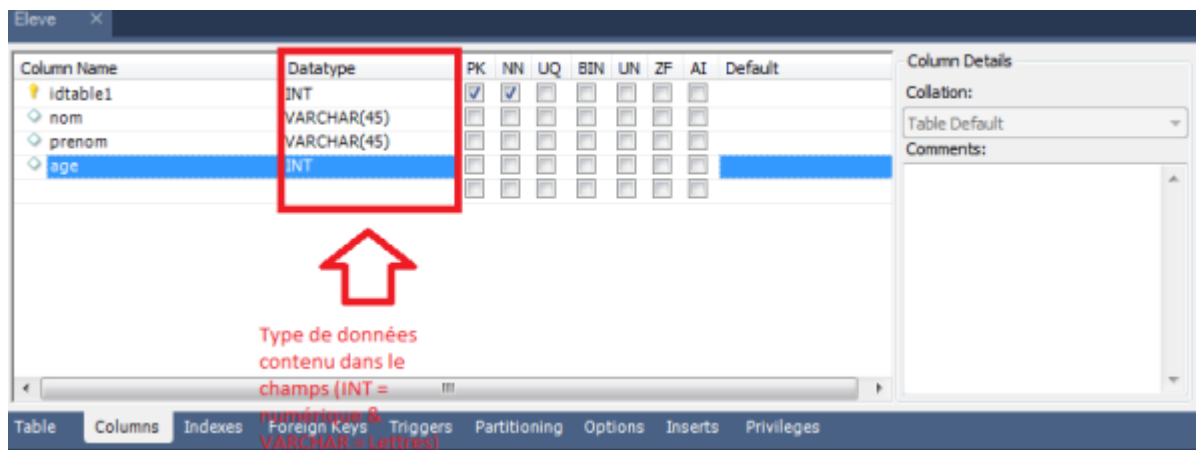 Eleve ×
Column Name Datatype PK NN UQ BIN UN ZF AI Default
idtable1 INT
nom VARCHAR(45)
prenom VARCHAR(45)
age INT
Column Details
Collation:
Table Default
Comments:
Type de données
contenu dans le
champs (INT =
numérique &
VARCHAR = Lettres)
Table Columns Indexes Foreign Keys Triggers Partitioning Options Inserts Privileges